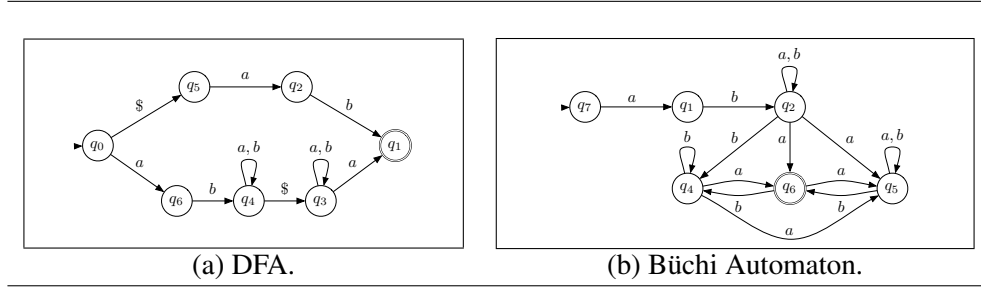 $ a b
q₅ q₂
q₀ q₁
a a, b a, b a
q₆ b q₄ $ q₃
(a) DFA.
a, b
q₇ a q₁ b q₂
b b a a a, b
q₄ a q₆ a q₅
b b
a
(b) Büchi Automaton.